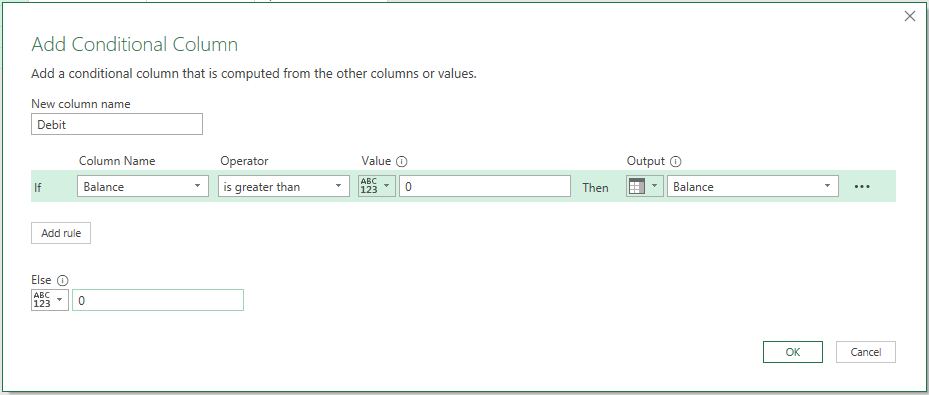 Add Conditional Column
Add a conditional column that is computed from the other columns or values.
New column name
Debit
Column Name Operator Value Output
If Balance is greater than ABC 123 0 Then Balance ...
Add rule
Else
ABC 123 0
OK Cancel